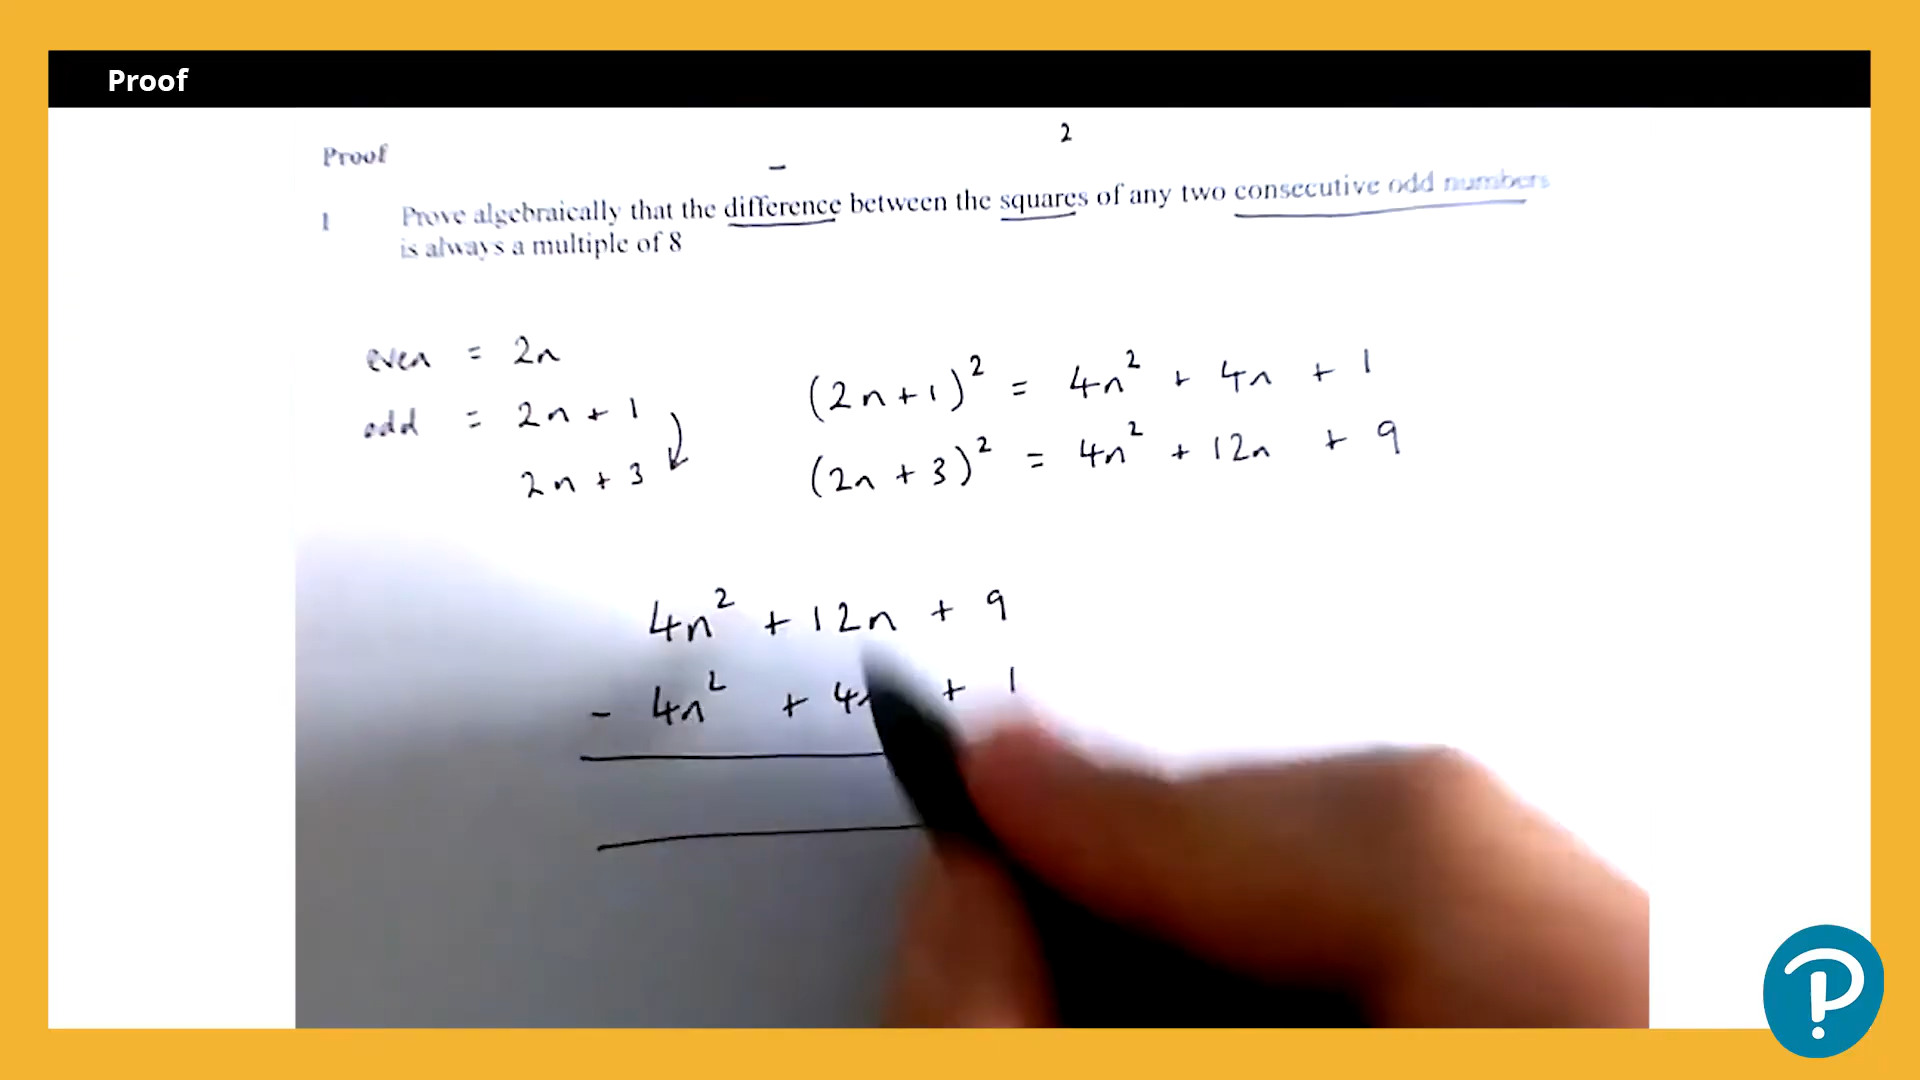 Proof
Proof
2
−
1 Prove algebraically that the difference between the squares of any two consecutive odd numbers
is always a multiple of 8
even = 2n
odd = 2n + 1
2n + 3
(2n+1)² = 4n² + 4n + 1
(2n + 3)² = 4n² + 12n + 9
4n² + 12n + 9
− 4n² + 4n + 1
P